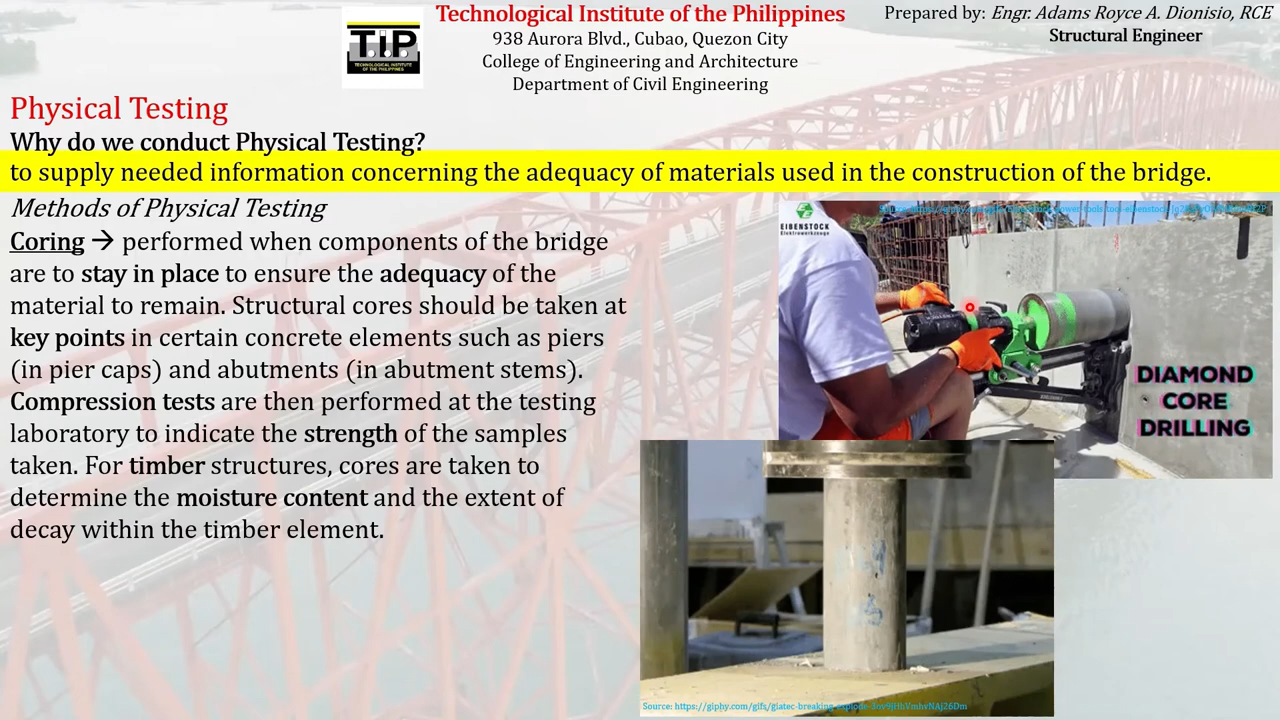 Technological Institute of the Philippines
938 Aurora Blvd., Cubao, Quezon City
College of Engineering and Architecture
Department of Civil Engineering
Prepared by: Engr. Adams Royce A. Dionisio, RCE
Structural Engineer
TiP
TECHNOLOGICAL INSTITUTE
OF THE PHILIPPINES
Physical Testing
Why do we conduct Physical Testing?
to supply needed information concerning the adequacy of materials used in the construction of the bridge.
Methods of Physical Testing
Coring → performed when components of the bridge
are to stay in place to ensure the adequacy of the
material to remain. Structural cores should be taken at
key points in certain concrete elements such as piers
(in pier caps) and abutments (in abutment stems).
Compression tests are then performed at the testing
laboratory to indicate the strength of the samples
taken. For timber structures, cores are taken to
determine the moisture content and the extent of
decay within the timber element.
EIBENSTOCK
Elektrowerkzeuge
DIAMOND
CORE
DRILLING
Source: https://giphy.com/gifs/giatec-breaking-explode-3ov9jHhVmhvNAj26Dm